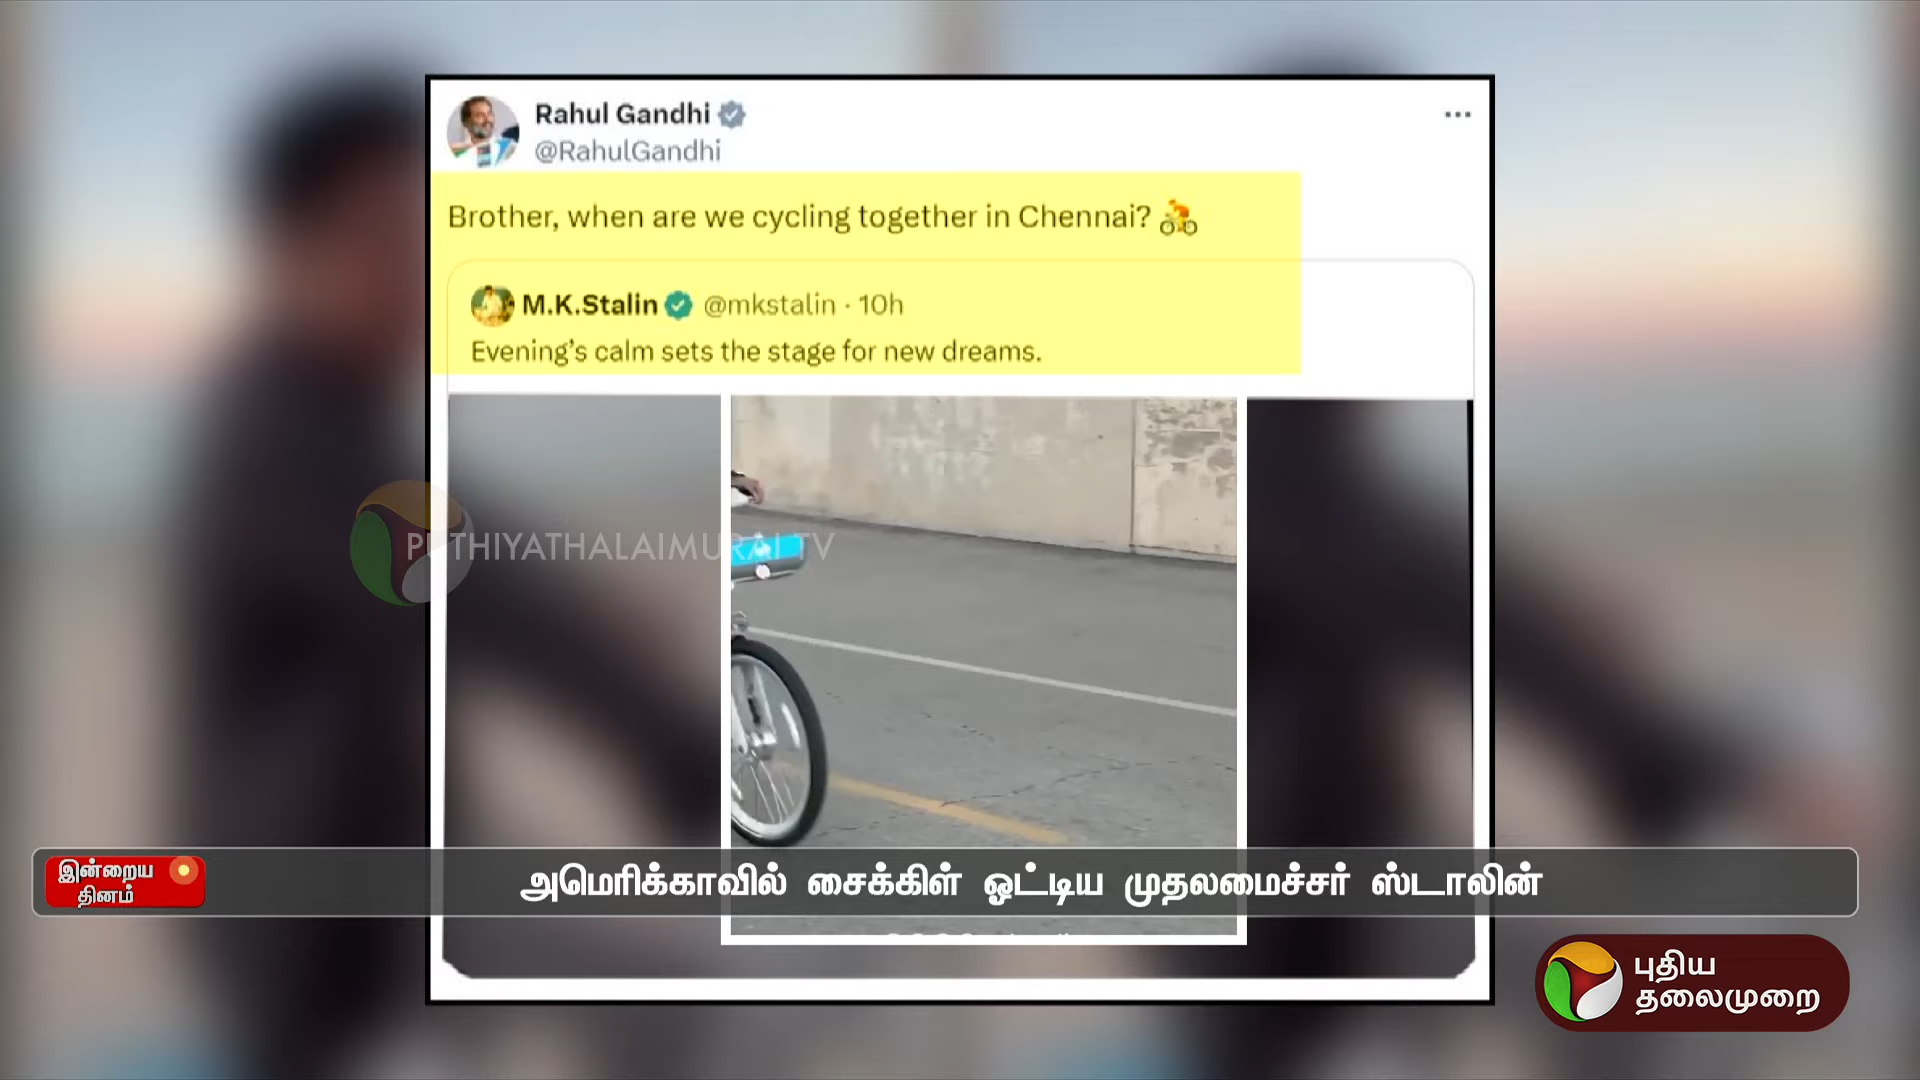 Rahul Gandhi
@RahulGandhi
Brother, when are we cycling together in Chennai? 🚴
M.K.Stalin @mkstalin · 10h
Evening's calm sets the stage for new dreams.
PUTHIYATHALAIMURAI TV
இன்றைய
தினம்
அமெரிக்காவில் சைக்கிள் ஓட்டிய முதலமைச்சர் ஸ்டாலின்
புதிய
தலைமுறை